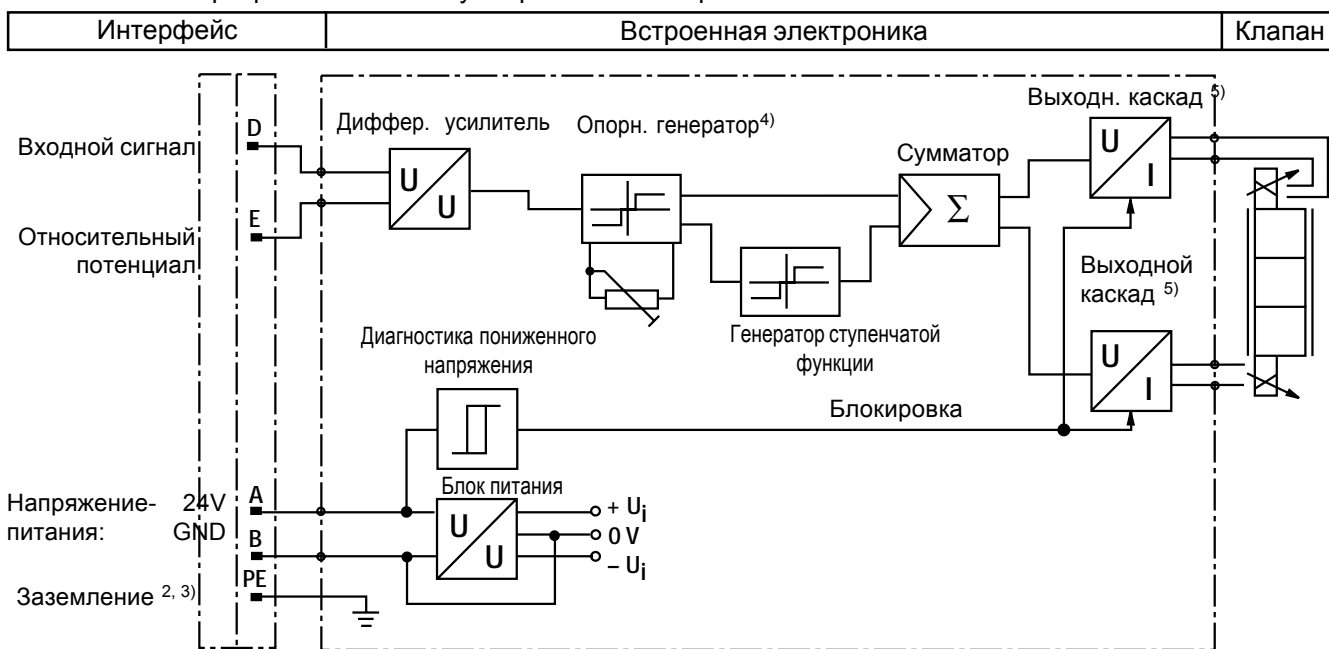 Интерфейс
Встроенная электроника
Клапан
Выходн. каскад 5)
D
Диффер. усилитель
Опорн. генератор4)
Входной сигнал
Сумматор
U
I
U
U
Σ
E
Относительный
потенциал
Выходной
каскад 5)
Диагностика пониженного
напряжения
Генератор ступенчатой
функции
U
I
Блокировка
Напряжение-
питания:
24V
GND
A
B
Блок питания
U
U
+ Ui
0 V
– Ui
PE
Заземление 2, 3)